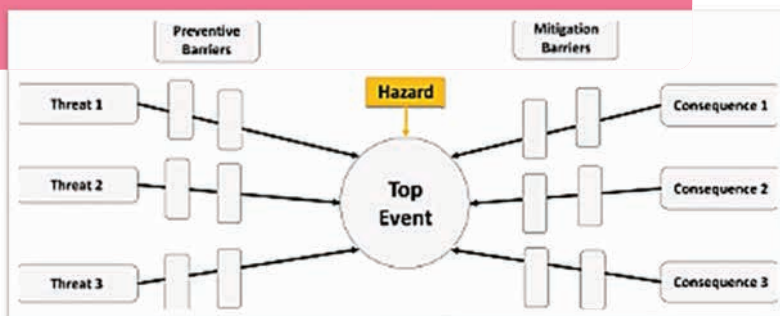 Preventive
Barriers
Mitigation
Barriers
Hazard
Threat 1
Consequence 1
Threat 2
Top
Event
Consequence 2
Threat 3
Consequence 3